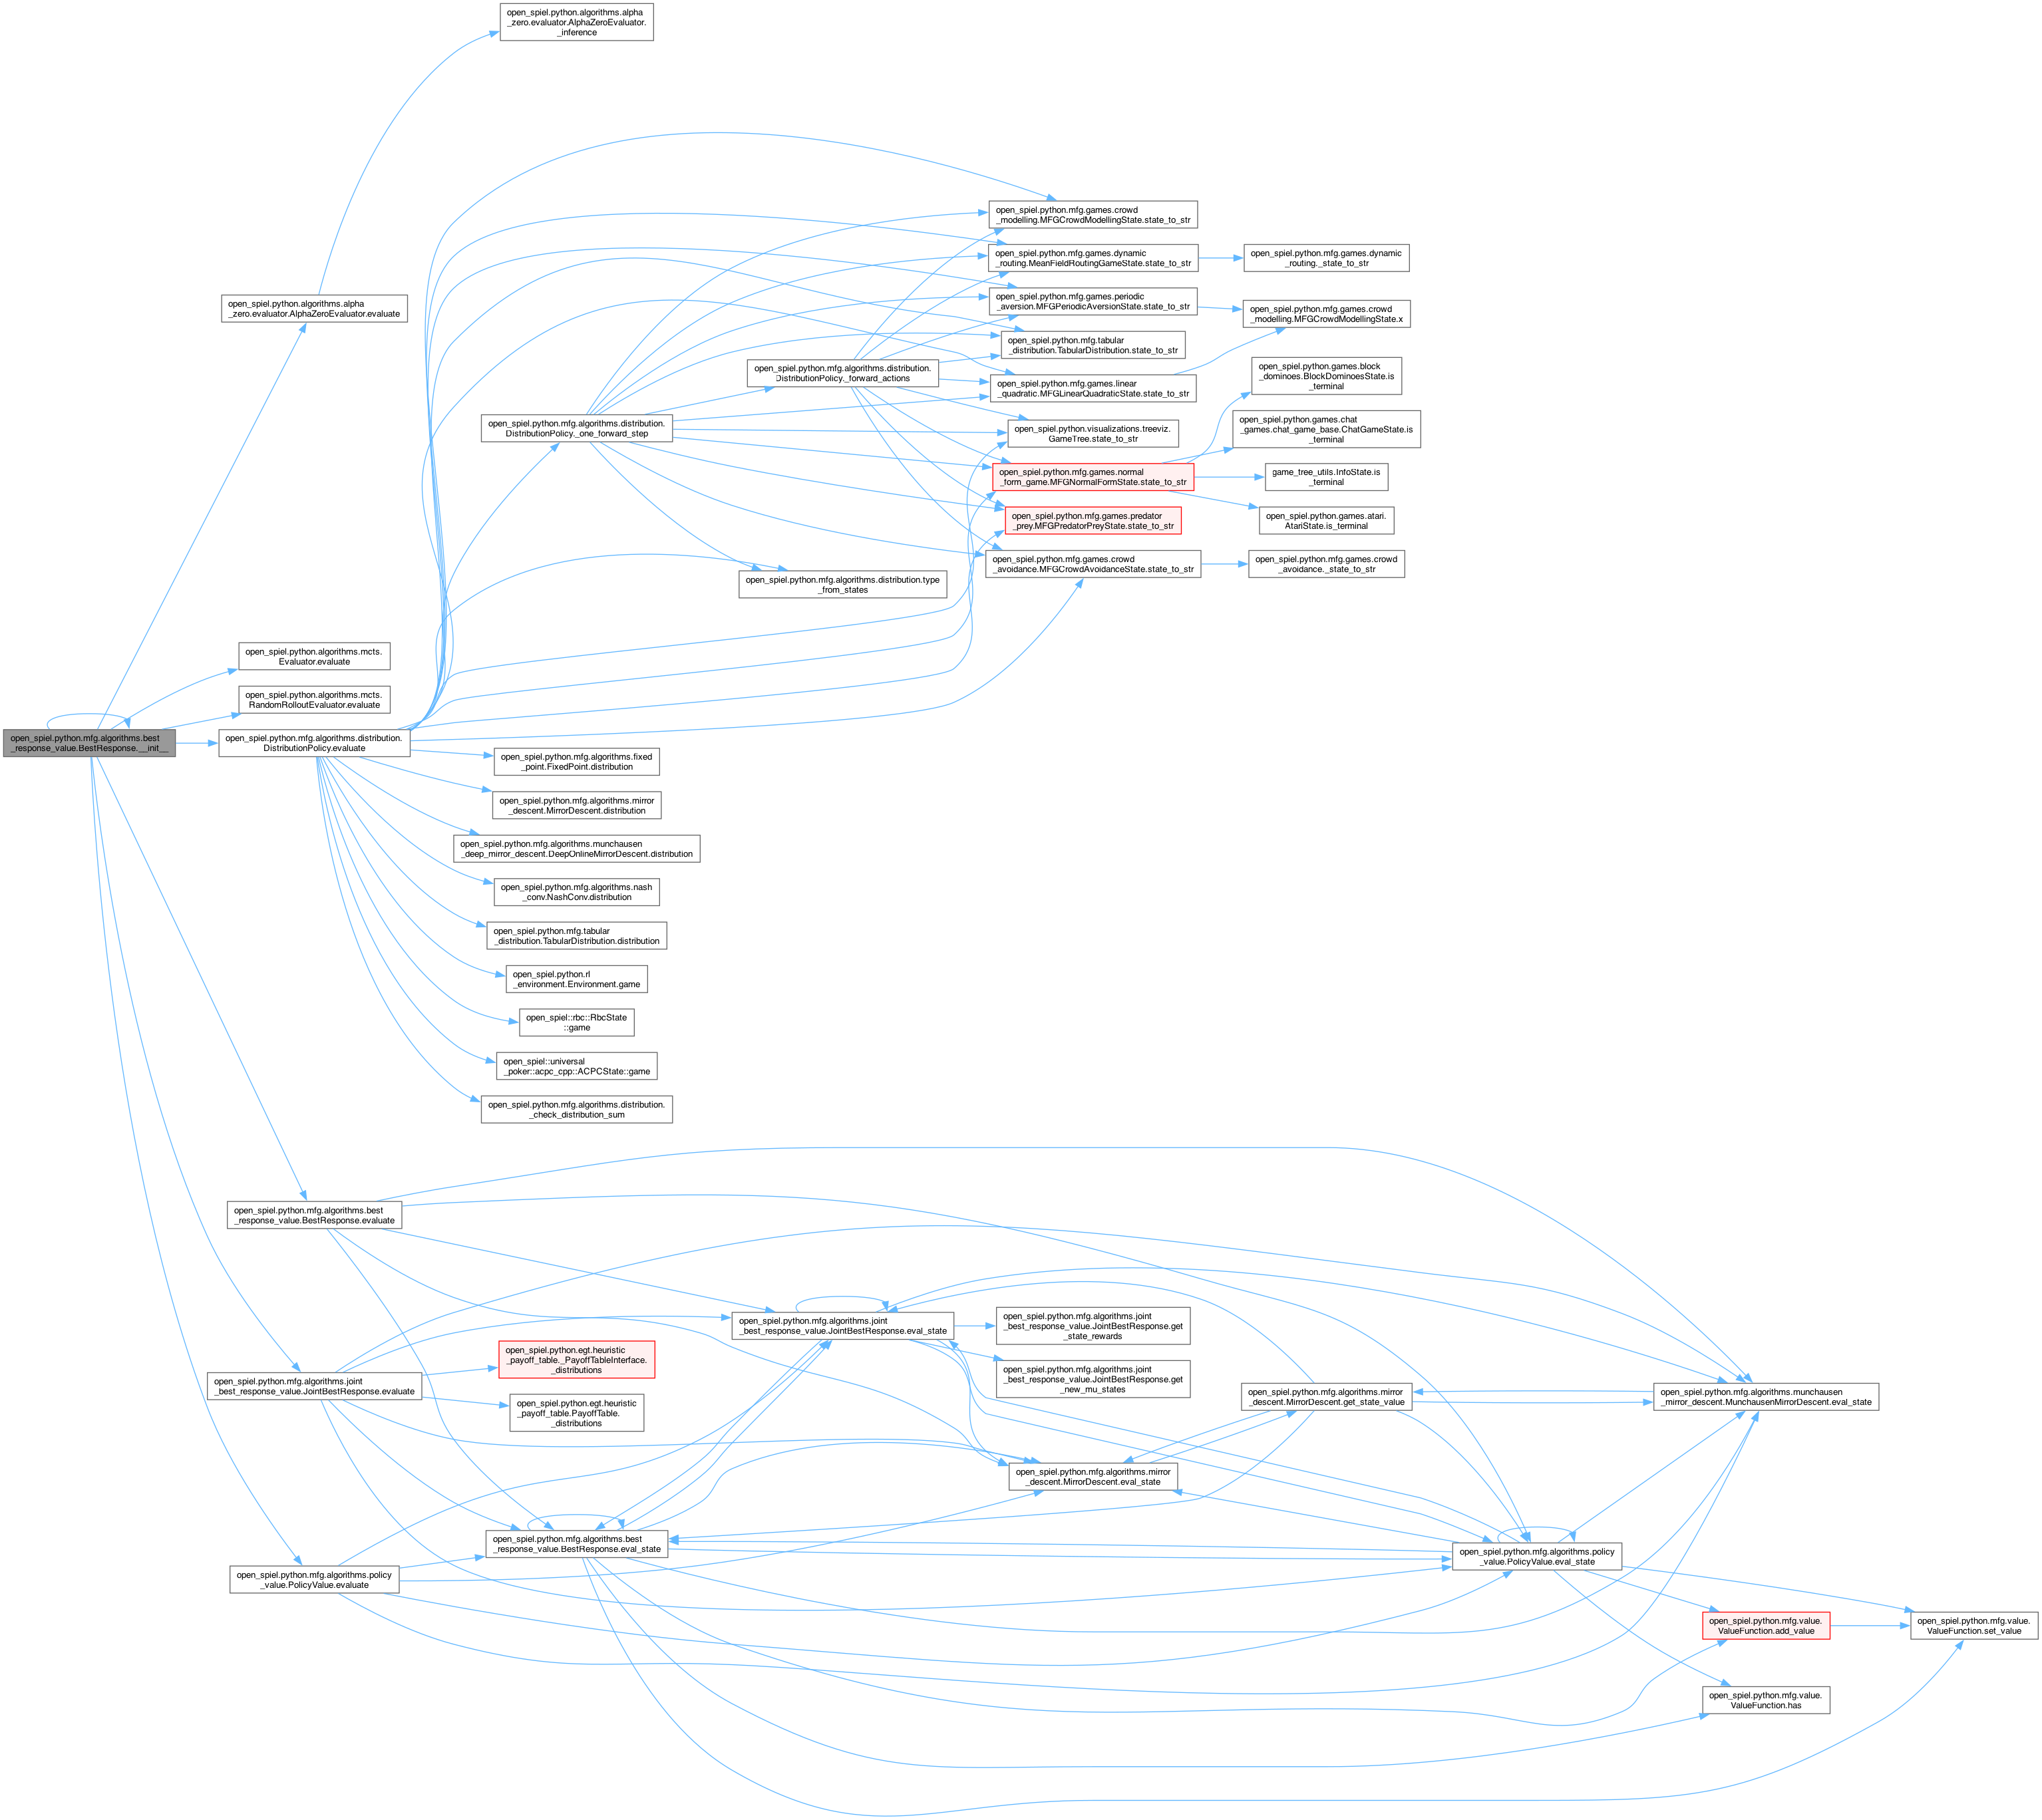 open_spiel.python.algorithms.alpha
_zero.evaluator.AlphaZeroEvaluator.
_inference
open_spiel.python.mfg.games.crowd
_modelling.MFGCrowdModellingState.state_to_str
open_spiel.python.mfg.games.dynamic
_routing.MeanFieldRoutingGameState.state_to_str
open_spiel.python.mfg.games.dynamic
_routing._state_to_str
open_spiel.python.algorithms.alpha
_zero.evaluator.AlphaZeroEvaluator.evaluate
open_spiel.python.mfg.games.periodic
_aversion.MFGPeriodicAversionState.state_to_str
open_spiel.python.mfg.games.crowd
_modelling.MFGCrowdModellingState.x
open_spiel.python.mfg.tabular
_distribution.TabularDistribution.state_to_str
open_spiel.python.mfg.algorithms.distribution.
DistributionPolicy._forward_actions
open_spiel.python.mfg.games.linear
_quadratic.MFGLinearQuadraticState.state_to_str
open_spiel.python.games.block
_dominoes.BlockDominoesState.is
_terminal
open_spiel.python.mfg.algorithms.distribution.
DistributionPolicy._one_forward_step
open_spiel.python.visualizations.treeviz.
GameTree.state_to_str
open_spiel.python.games.chat
_games.chat_game_base.ChatGameState.is
_terminal
open_spiel.python.mfg.games.normal
_form_game.MFGNormalFormState.state_to_str
game_tree_utils.InfoState.is
_terminal
open_spiel.python.mfg.games.predator
_prey.MFGPredatorPreyState.state_to_str
open_spiel.python.games.atari.
AtariState.is_terminal
open_spiel.python.mfg.algorithms.distribution.type
_from_states
open_spiel.python.mfg.games.crowd
_avoidance.MFGCrowdAvoidanceState.state_to_str
open_spiel.python.mfg.games.crowd
_avoidance._state_to_str
open_spiel.python.algorithms.mcts.
Evaluator.evaluate
open_spiel.python.algorithms.mcts.
RandomRolloutEvaluator.evaluate
open_spiel.python.mfg.algorithms.best
_response_value.BestResponse.__init__
open_spiel.python.mfg.algorithms.distribution.
DistributionPolicy.evaluate
open_spiel.python.mfg.algorithms.fixed
_point.FixedPoint.distribution
open_spiel.python.mfg.algorithms.mirror
_descent.MirrorDescent.distribution
open_spiel.python.mfg.algorithms.munchausen
_deep_mirror_descent.DeepOnlineMirrorDescent.distribution
open_spiel.python.mfg.algorithms.nash
_conv.NashConv.distribution
open_spiel.python.mfg.tabular
_distribution.TabularDistribution.distribution
open_spiel.python.rl
_environment.Environment.game
open_spiel::rbc::RbcState
::game
open_spiel::universal
_poker::acpc_cpp::ACPCState::game
open_spiel.python.mfg.algorithms.distribution.
_check_distribution_sum
open_spiel.python.mfg.algorithms.best
_response_value.BestResponse.evaluate
open_spiel.python.mfg.algorithms.joint
_best_response_value.JointBestResponse.eval_state
open_spiel.python.mfg.algorithms.joint
_best_response_value.JointBestResponse.get
_state_rewards
open_spiel.python.egt.heuristic
_payoff_table._PayoffTableInterface.
_distributions
open_spiel.python.mfg.algorithms.joint
_best_response_value.JointBestResponse.get
_new_mu_states
open_spiel.python.mfg.algorithms.joint
_best_response_value.JointBestResponse.evaluate
open_spiel.python.egt.heuristic
_payoff_table.PayoffTable.
_distributions
open_spiel.python.mfg.algorithms.mirror
_descent.MirrorDescent.get_state_value
open_spiel.python.mfg.algorithms.munchausen
_mirror_descent.MunchausenMirrorDescent.eval_state
open_spiel.python.mfg.algorithms.mirror
_descent.MirrorDescent.eval_state
open_spiel.python.mfg.algorithms.best
_response_value.BestResponse.eval_state
open_spiel.python.mfg.algorithms.policy
_value.PolicyValue.eval_state
open_spiel.python.mfg.algorithms.policy
_value.PolicyValue.evaluate
open_spiel.python.mfg.value.
ValueFunction.add_value
open_spiel.python.mfg.value.
ValueFunction.set_value
open_spiel.python.mfg.value.
ValueFunction.has